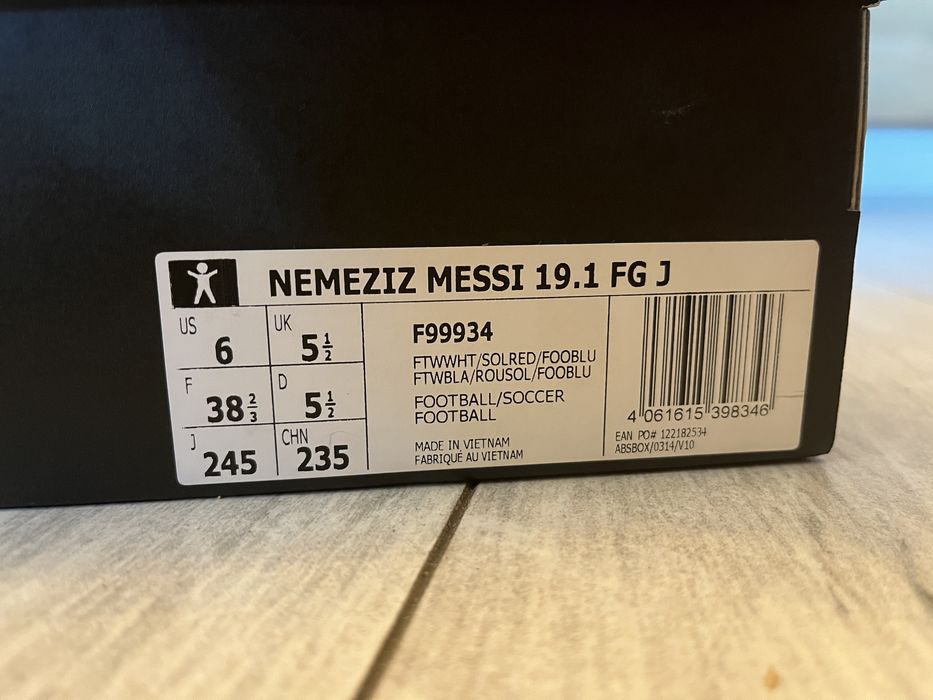 NEMEZIZ MESSI 19.1 FG J
US 6
UK 5 1/2
F 38 2/3
D 5 1/2
J 245
CHN 235
F99934
FTWWHT/SOLRED/FOOBLU
FTWBLA/ROUSOL/FOOBLU
FOOTBALL/SOCCER
FOOTBALL
MADE IN VIETNAM
FABRIQUÉ AU VIETNAM
4 061615 398346
EAN PO# 122182534
ABSBOX/0314/V10